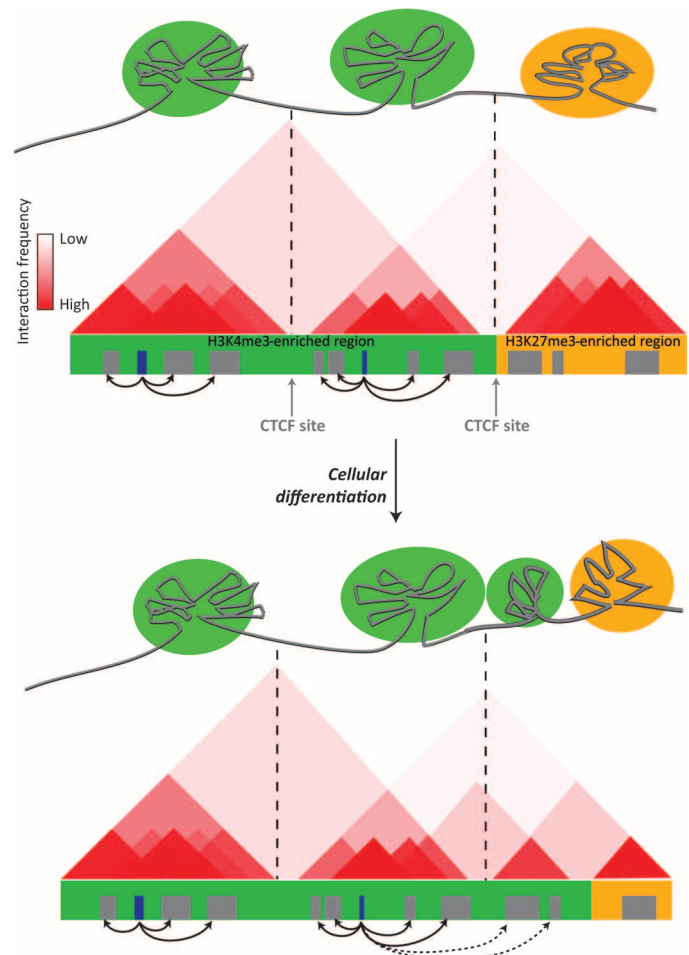 Interaction frequency
Low
High
H3K4me3-enriched region
H3K27me3-enriched region
CTCF site
CTCF site
Cellular
differentiation